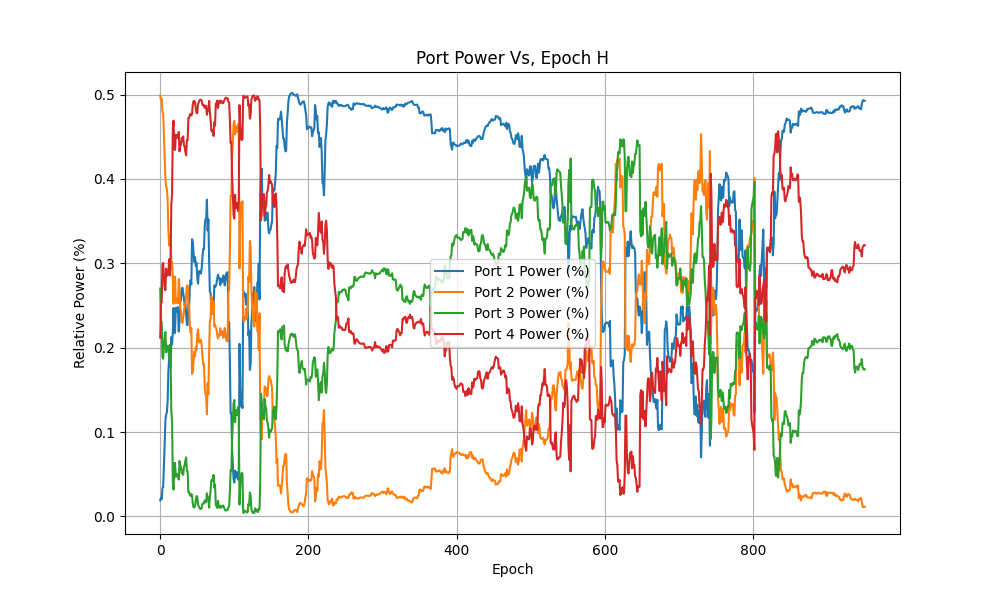 Port Power Vs, Epoch H
0.5
0.4
0.3
0.2
0.1
0.0
Relative Power (%)
Port 1 Power (%)
Port 2 Power (%)
Port 3 Power (%)
Port 4 Power (%)
0 200 400 600 800
Epoch